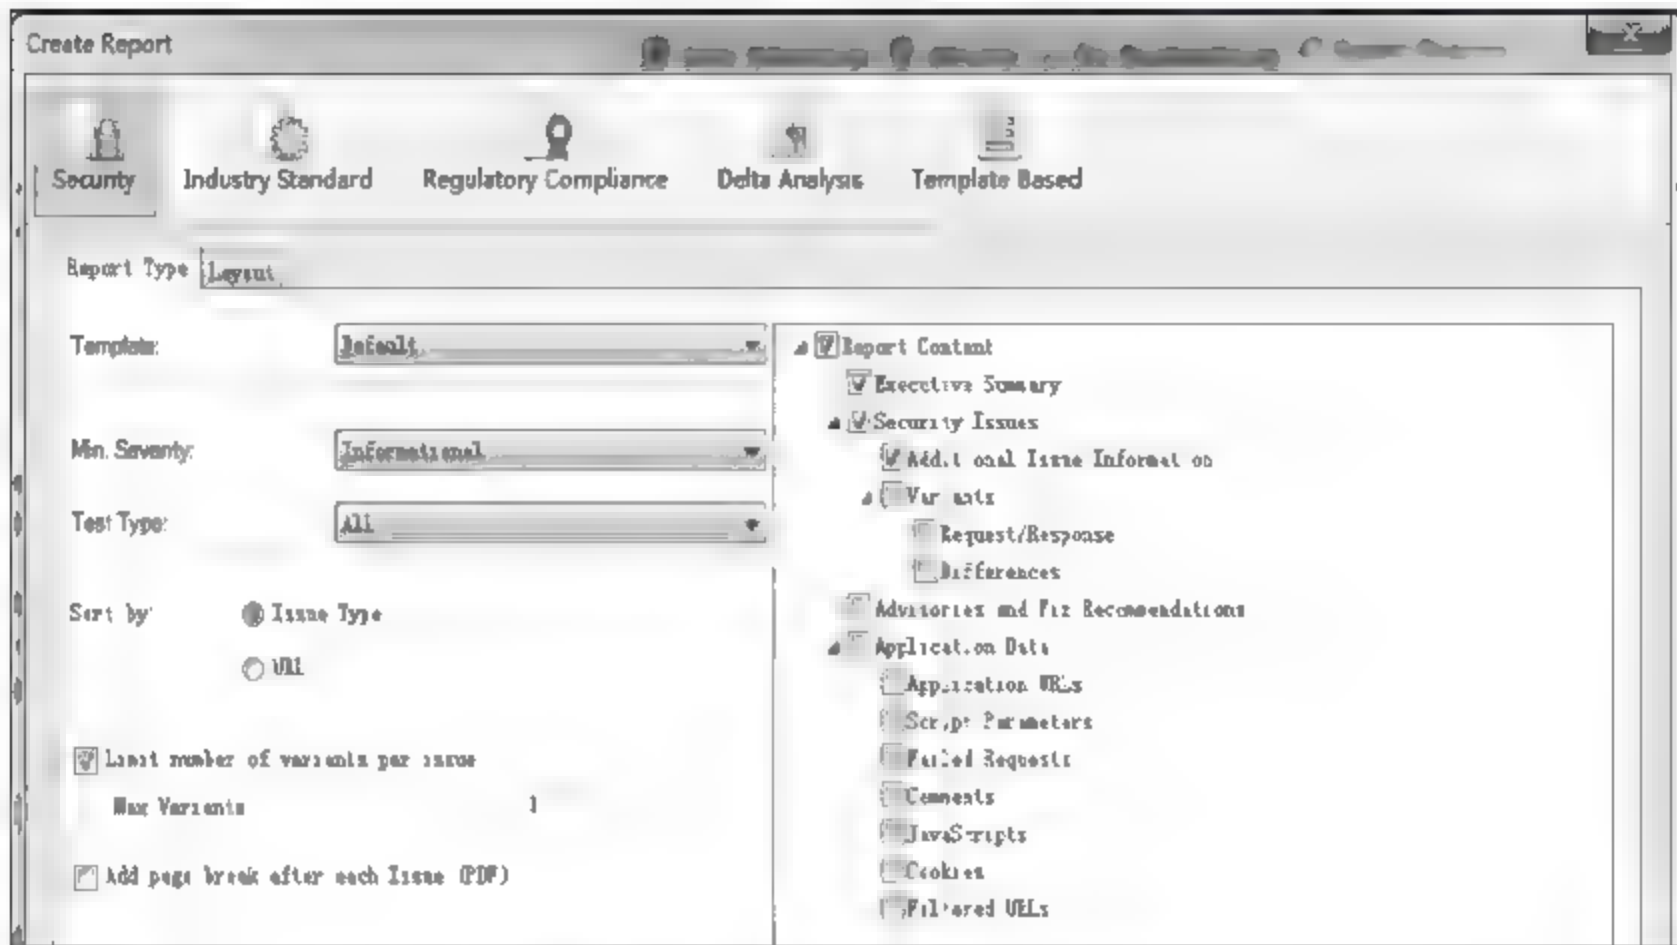 Create Report
X
Security Industry Standard Regulatory Compliance Delta Analysis Template Based
Report Type Layout
Template: Default
Min. Severity: Informational
Test Type: All
Sort by: Issue Type
URL
Limit number of variants per issue
Max Variants 1
Add page break after each Issue (PDF)
Report Content
Executive Summary
Security Issues
Additional Issue Information
Variants
Request/Response
Differences
Advisories and Fix Recommendations
Application Data
Application URLs
Script Parameters
Failed Requests
Comments
JavaScripts
Cookies
Filtered URLs